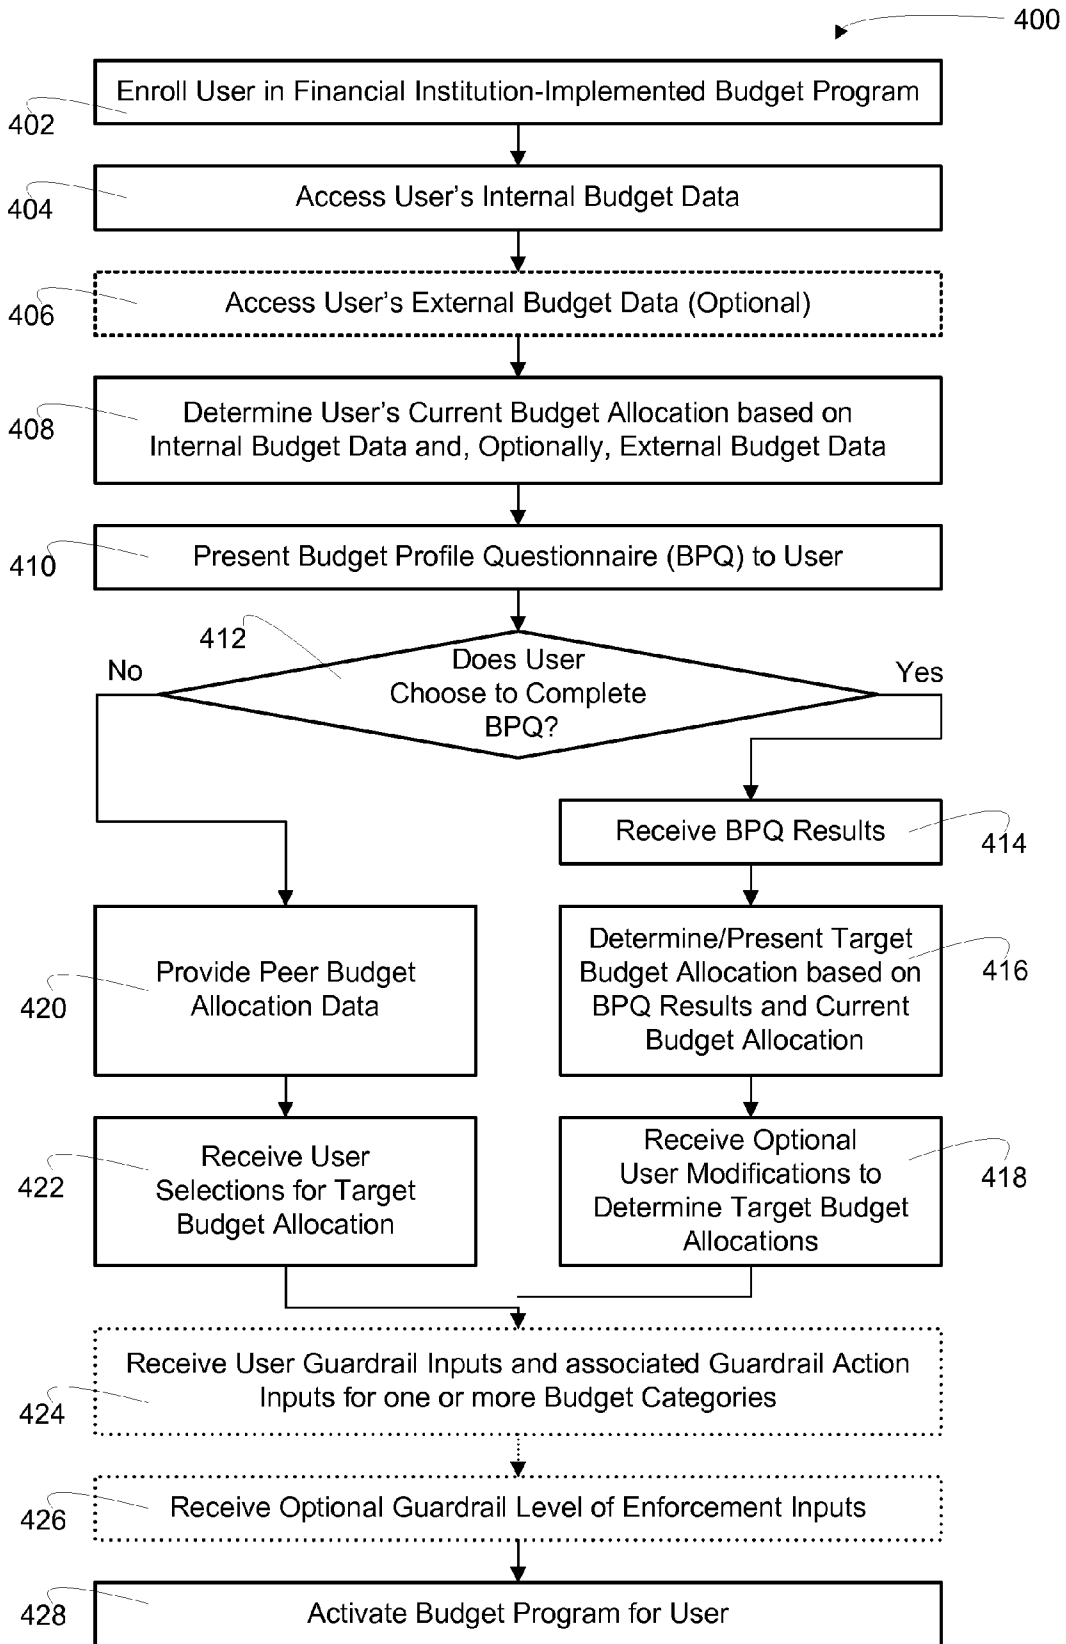 400
Enroll User in Financial Institution-Implemented Budget Program
402
Access User's Internal Budget Data
404
Access User's External Budget Data (Optional)
406
Determine User's Current Budget Allocation based on
Internal Budget Data and, Optionally, External Budget Data
408
Present Budget Profile Questionnaire (BPQ) to User
410
412
Does User
Choose to Complete
BPQ?
No
Yes
Receive BPQ Results
414
Determine/Present Target
Budget Allocation based on
BPQ Results and Current
Budget Allocation
416
Provide Peer Budget
Allocation Data
420
Receive User
Selections for Target
Budget Allocation
422
Receive Optional
User Modifications to
Determine Target Budget
Allocations
418
Receive User Guardrail Inputs and associated Guardrail Action
Inputs for one or more Budget Categories
424
Receive Optional Guardrail Level of Enforcement Inputs
426
Activate Budget Program for User
428